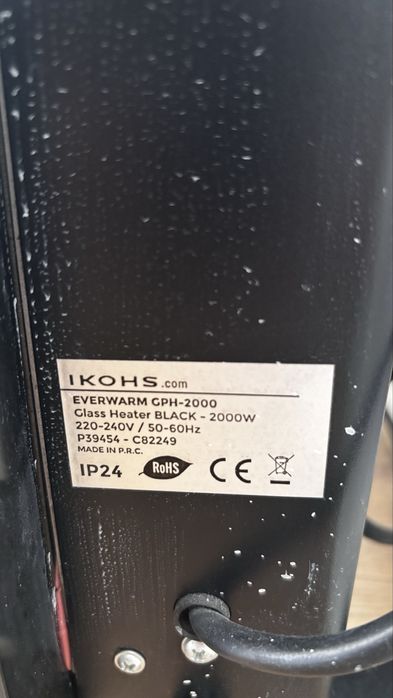 IKOHS.com
EVERWARM GPH-2000
Glass Heater BLACK - 2000W
220-240V / 50-60Hz
P39454 - C82249
MADE IN P.R.C.
IP24 RoHS CE